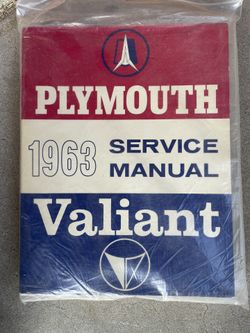 PLYMOUTH
1963 SERVICE
MANUAL
Valiant